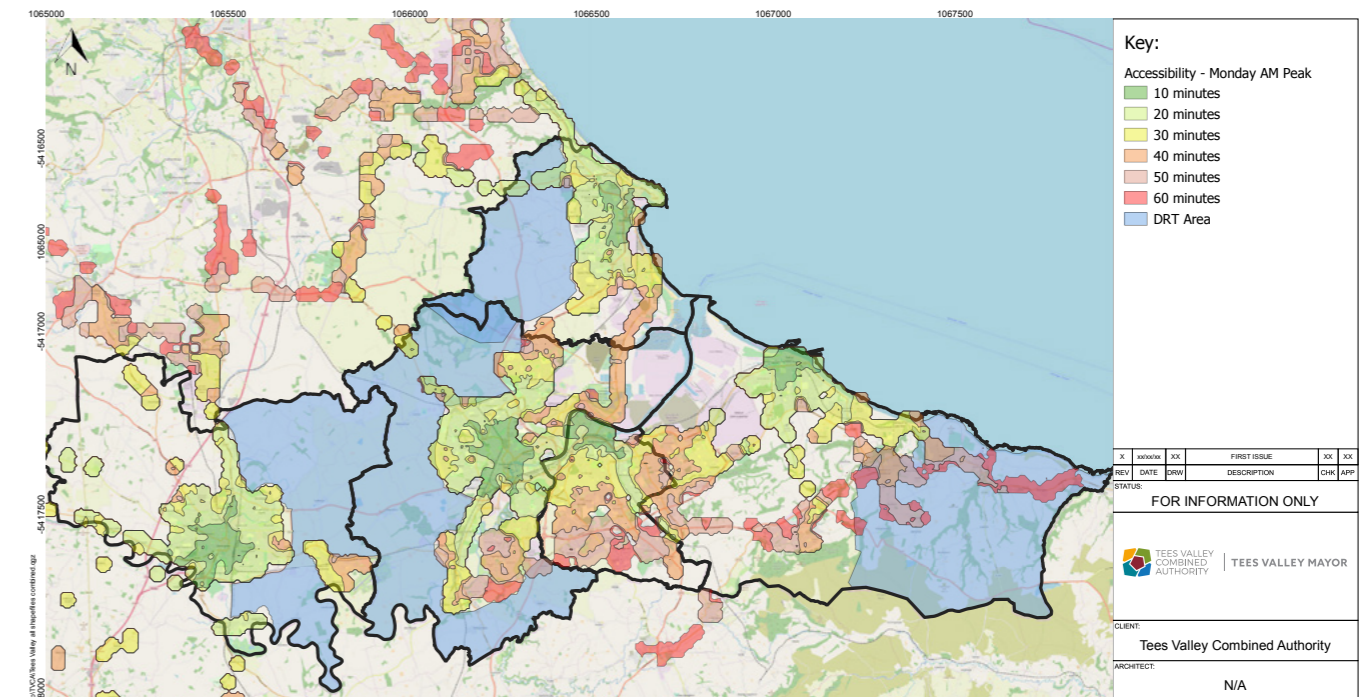 1065000 1065500 1066000 1066500 1067000 1067500
N
-5416500
1065000
-5417000
-5417500
8000
Key:
Accessibility - Monday AM Peak
10 minutes
20 minutes
30 minutes
40 minutes
50 minutes
60 minutes
DRT Area
X xx/xx/xx XX FIRST ISSUE XX XX
REV DATE DRW DESCRIPTION CHK APP
STATUS:
FOR INFORMATION ONLY
TEES VALLEY
COMBINED
AUTHORITY
TEES VALLEY MAYOR
CLIENT:
Tees Valley Combined Authority
ARCHITECT:
N/A